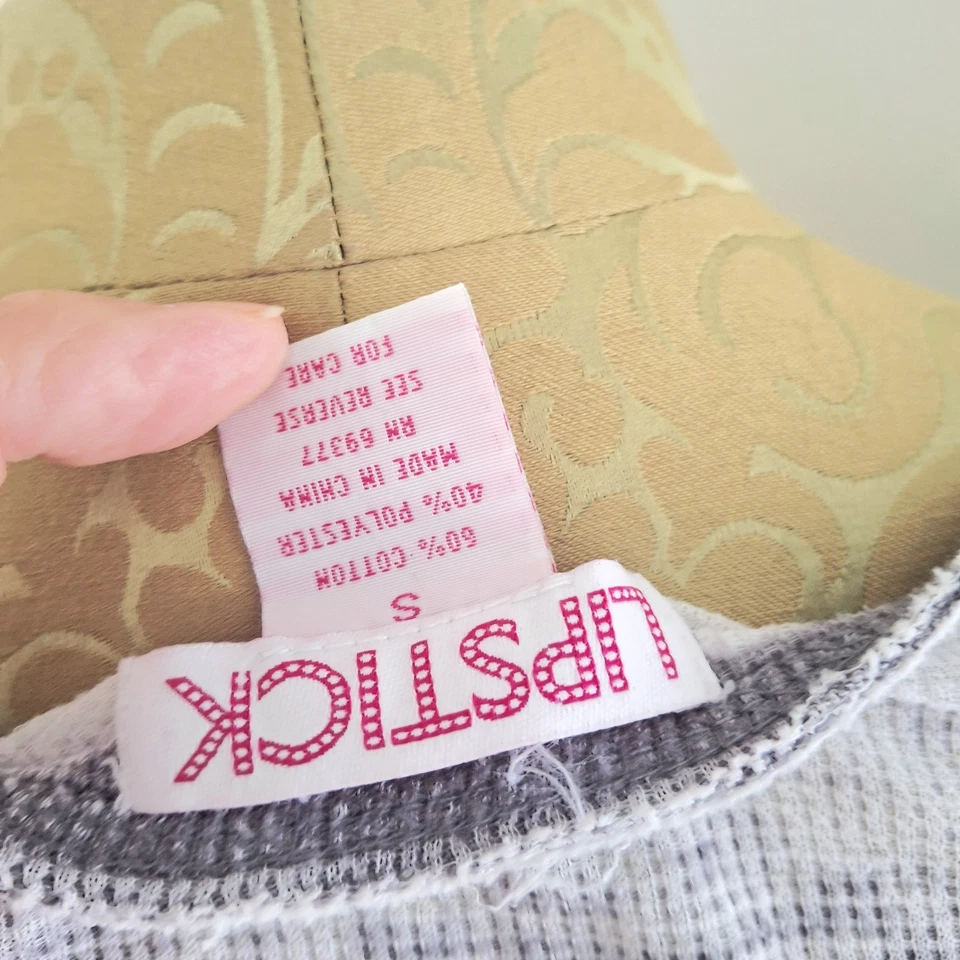 LIPSTICK
S
60% COTTON
40% POLYESTER
MADE IN CHINA
RN 69377
SEE REVERSE
FOR CARE